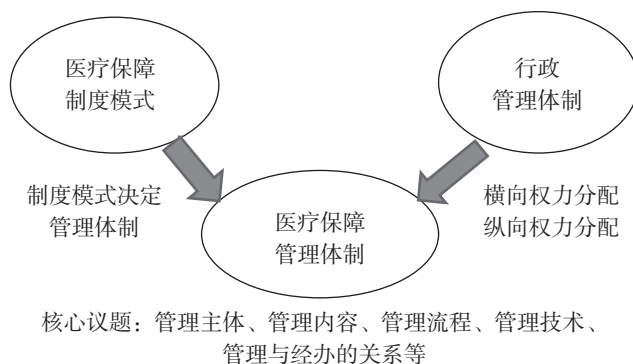 医疗保障
制度模式
行政
管理体制
制度模式决定
管理体制
横向权力分配
纵向权力分配
医疗保障
管理体制
核心议题：管理主体、管理内容、管理流程、管理技术、
管理与经办的关系等